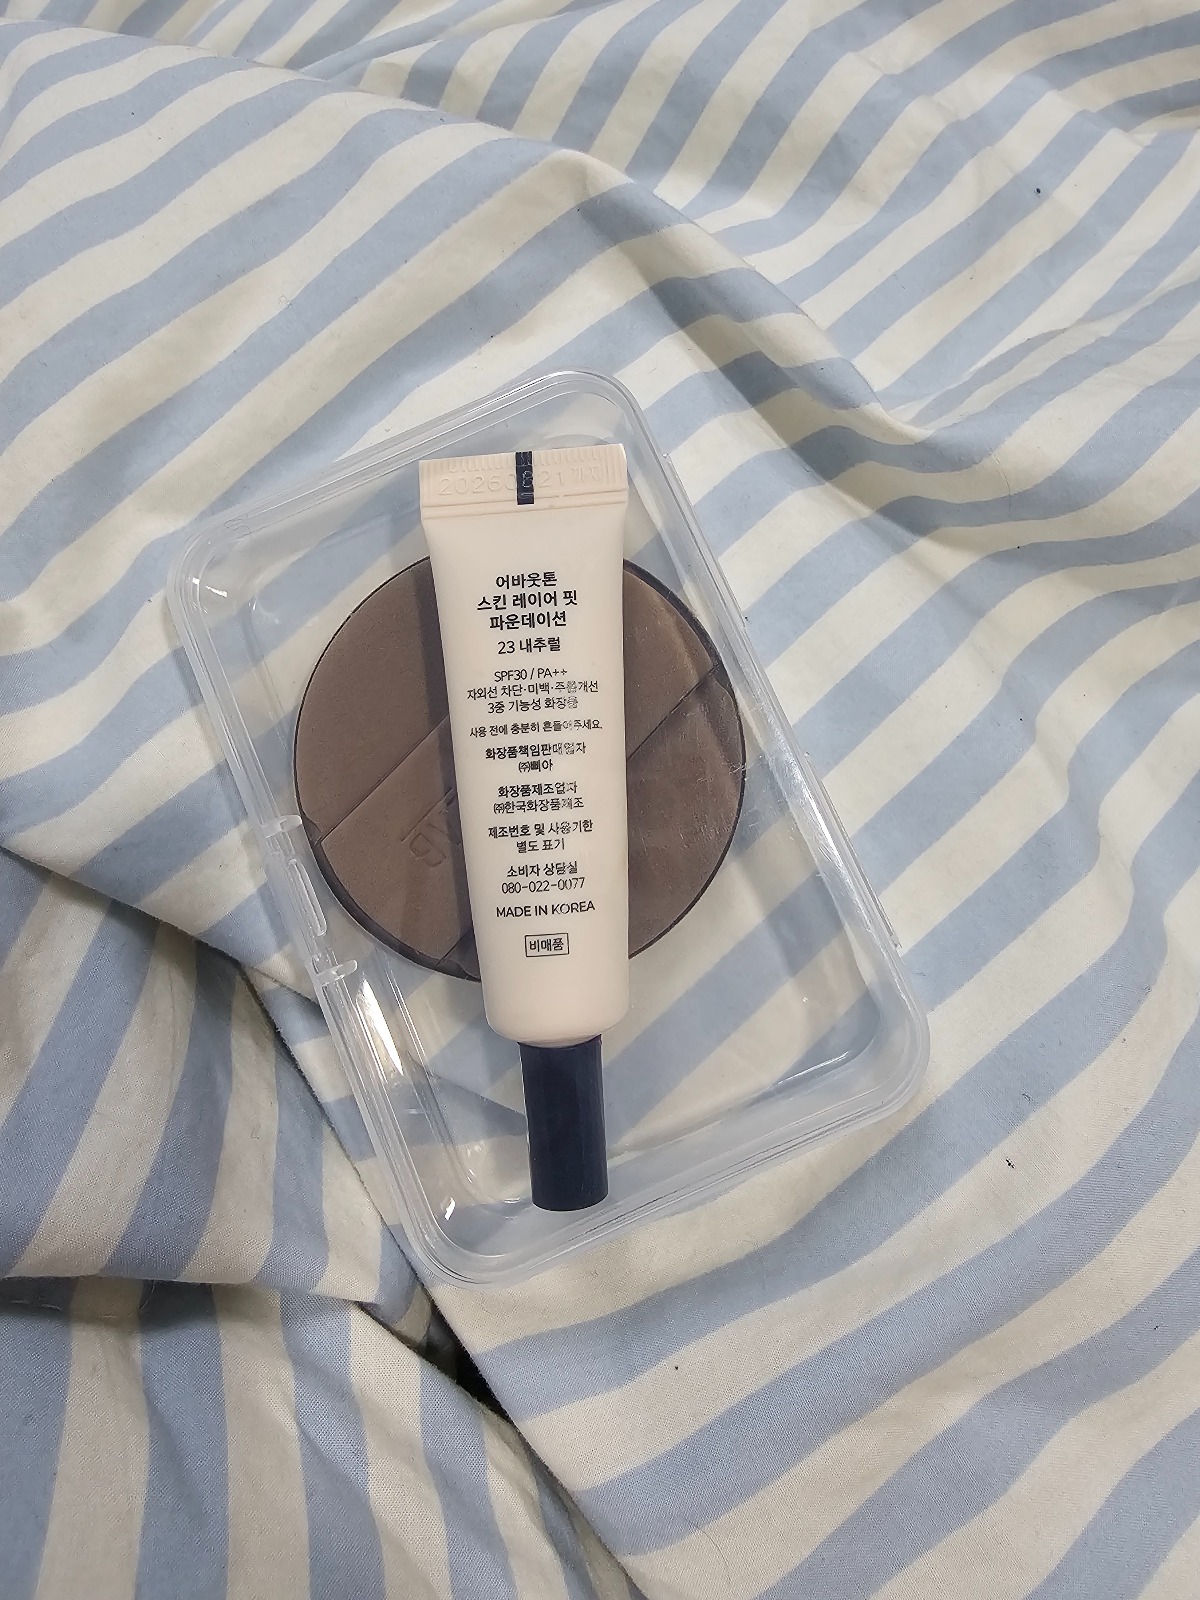 20260821 까지
어바웃톤
스킨 레이어 핏
파운데이션
23 내추럴
SPF30 / PA++
자외선 차단·미백·주름개선
3중 기능성 화장품
사용 전에 충분히 흔들어주세요.
화장품책임판매업자
㈜삐아
화장품제조업자
㈜한국화장품제조
제조번호 및 사용기한
별도 표기
소비자 상담실
080-022-0077
MADE IN KOREA
비매품